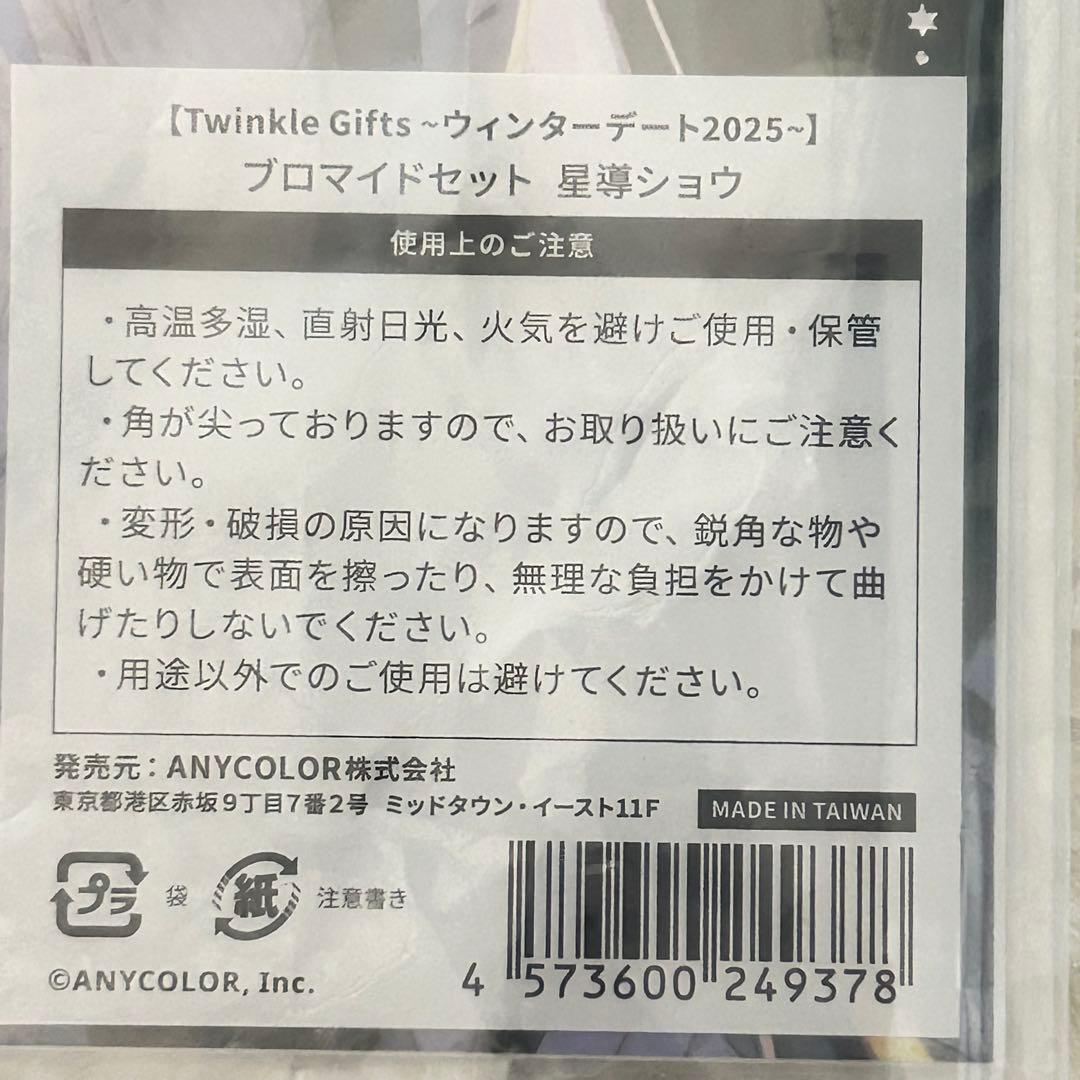 【Twinkle Gifts ~ウィンターデート2025~】
ブロマイドセット 星導ショウ
使用上のご注意
・高温多湿、直射日光、火気を避けご使用・保管
してください。
・角が尖っておりますので、お取り扱いにご注意く
ださい。
・変形・破損の原因になりますので、鋭角な物や
硬い物で表面を擦ったり、無理な負担をかけて曲
げたりしないでください。
・用途以外でのご使用は避けてください。
発売元：ANYCOLOR株式会社
東京都港区赤坂9丁目7番2号 ミッドタウン・イースト11F
MADE IN TAIWAN
プラ 袋 紙 注意書き
©ANYCOLOR, Inc.
4 573600 249378